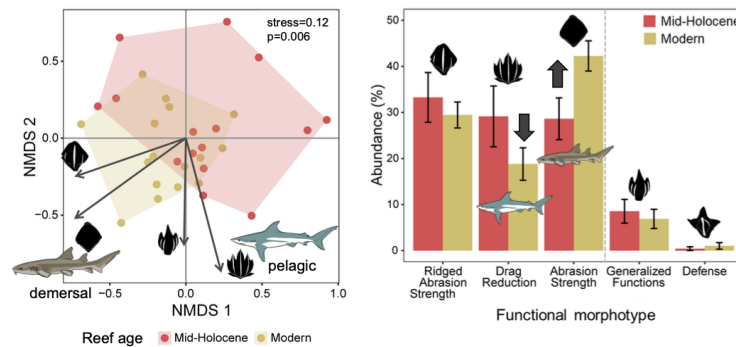 stress=0.12
p=0.006
NMDS 2
0.5
0.0
−0.5
demersal
pelagic
−0.5
0.0
0.5
1.0
NMDS 1
Reef age
Mid-Holocene
Modern
Mid-Holocene
Modern
Abundance (%)
50
40
30
20
10
0
Ridged
Abrasion
Strength
Drag
Reduction
Abrasion
Strength
Generalized
Functions
Defense
Functional morphotype